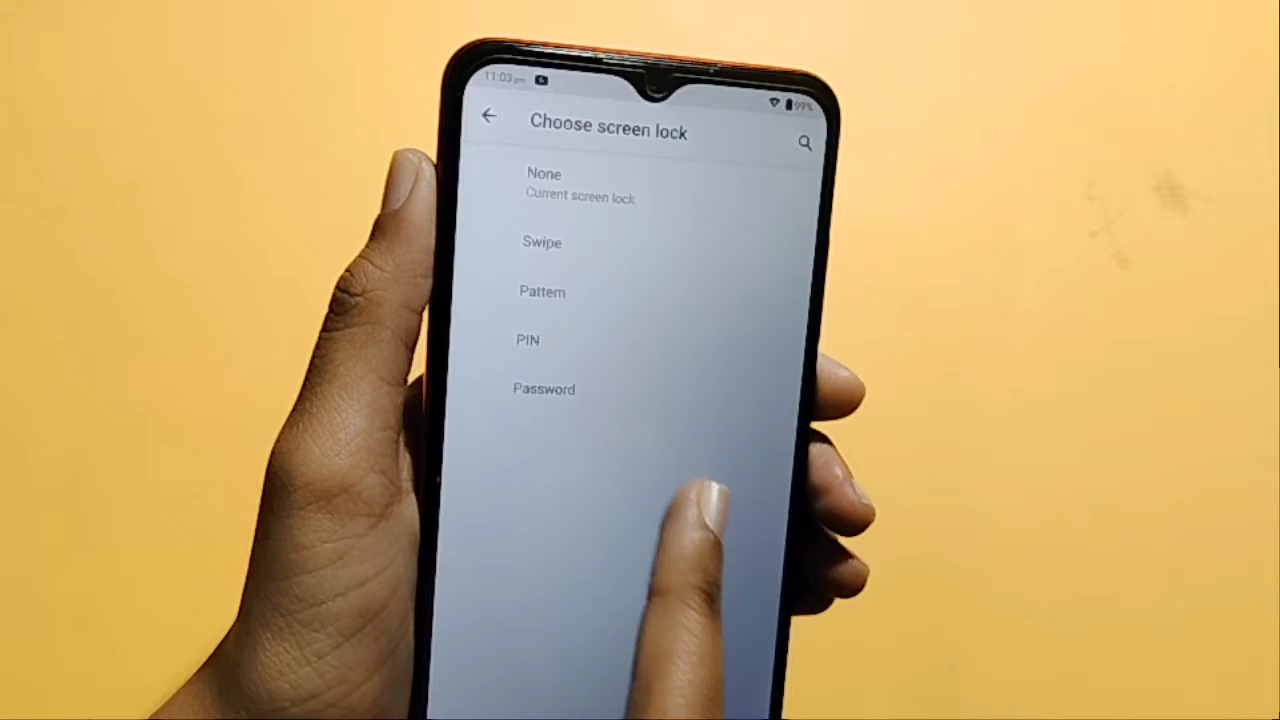 11:03 pm
99%
Choose screen lock
None
Current screen lock
Swipe
Pattern
PIN
Password